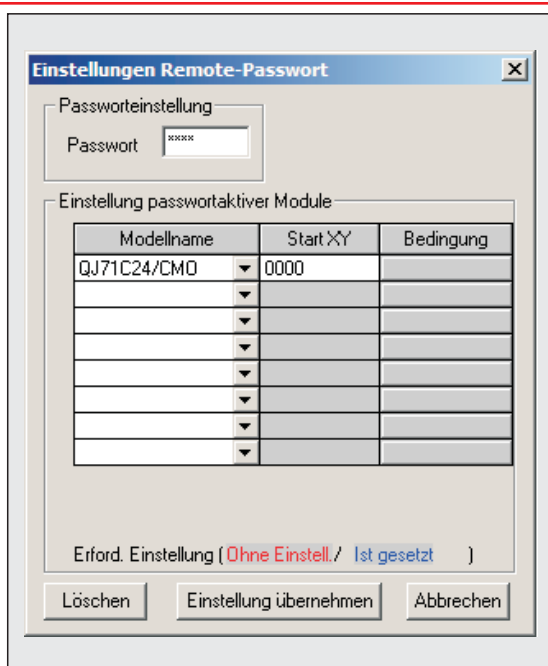 Einstellungen Remote-Passwort
Passworteinstellung
Passwort ****
Einstellung passwortaktiver Module
Modellname Start XY Bedingung
QJ71C24/CMO 0000
Erford. Einstellung ( Ohne Einstell. / Ist gesetzt )
Löschen Einstellung übernehmen Abbrechen